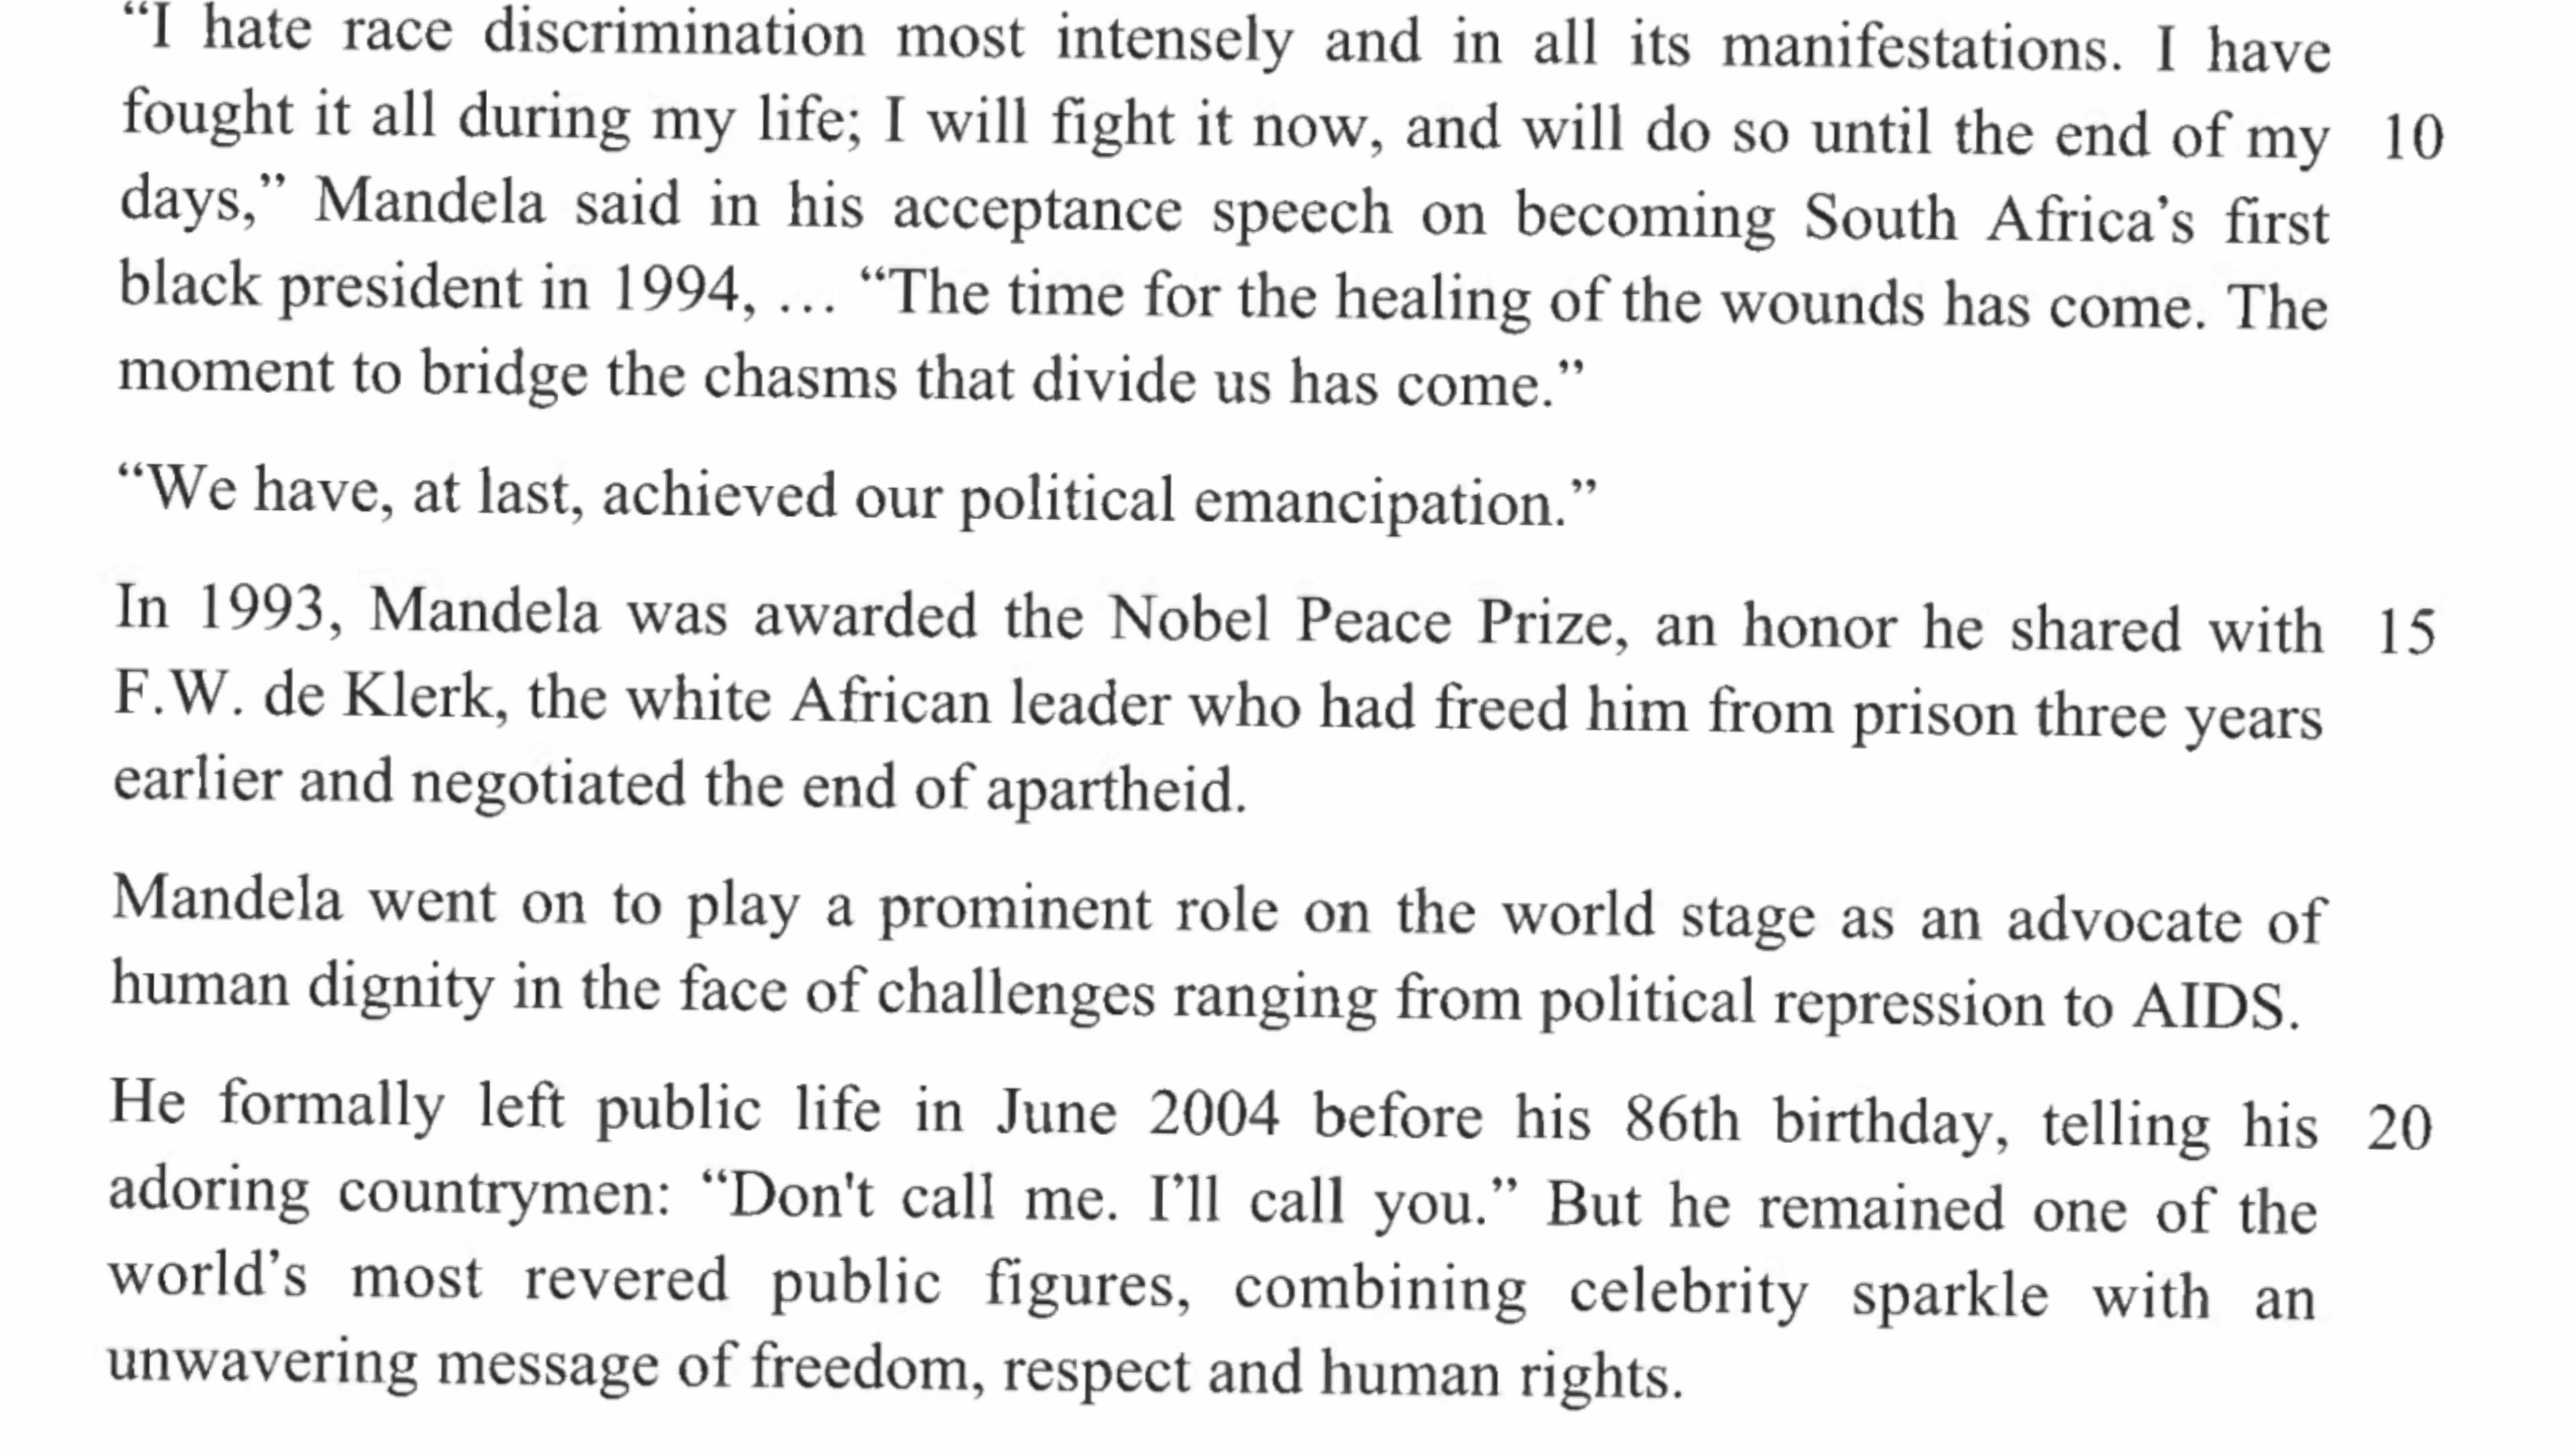 “I hate race discrimination most intensely and in all its manifestations. I have
fought it all during my life; I will fight it now, and will do so until the end of my 10
days,” Mandela said in his acceptance speech on becoming South Africa’s first
black president in 1994, … “The time for the healing of the wounds has come. The
moment to bridge the chasms that divide us has come.”
“We have, at last, achieved our political emancipation.”
In 1993, Mandela was awarded the Nobel Peace Prize, an honor he shared with 15
F.W. de Klerk, the white African leader who had freed him from prison three years
earlier and negotiated the end of apartheid.
Mandela went on to play a prominent role on the world stage as an advocate of
human dignity in the face of challenges ranging from political repression to AIDS.
He formally left public life in June 2004 before his 86th birthday, telling his 20
adoring countrymen: “Don't call me. I’ll call you.” But he remained one of the
world’s most revered public figures, combining celebrity sparkle with an
unwavering message of freedom, respect and human rights.